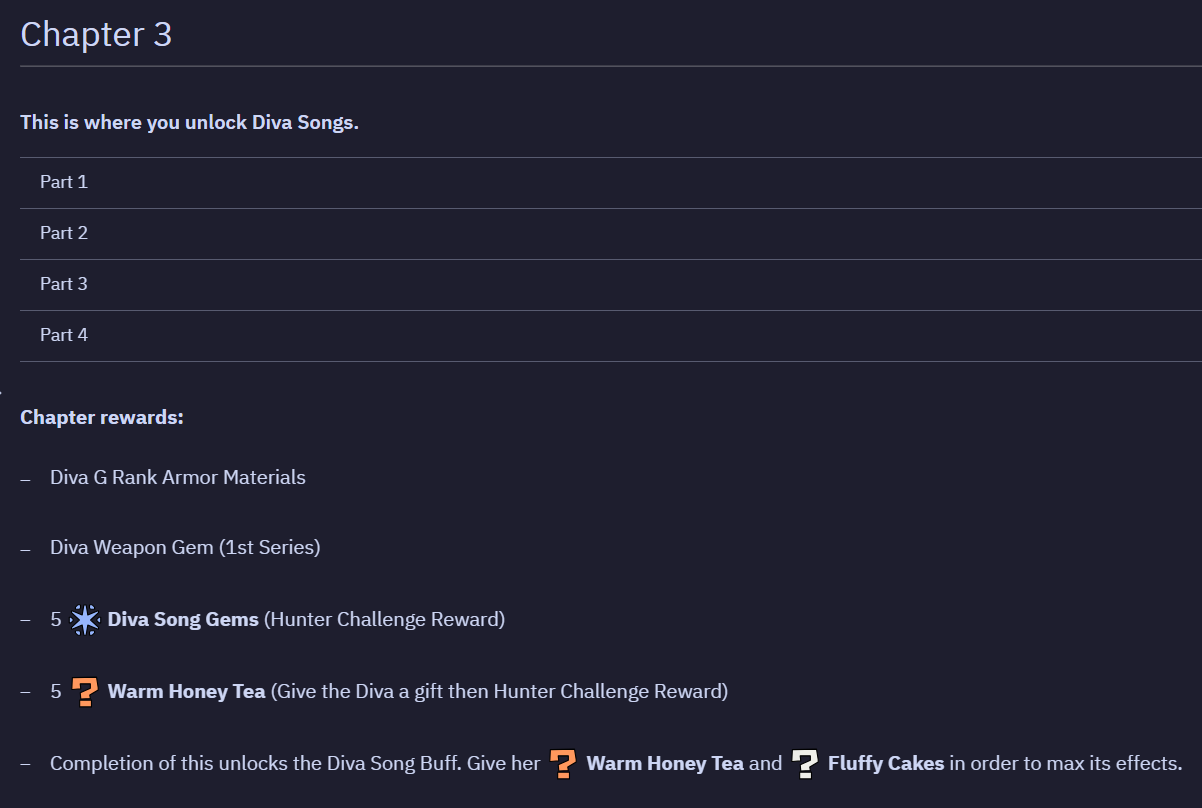 Chapter 3
This is where you unlock Diva Songs.
Part 1
Part 2
Part 3
Part 4
Chapter rewards:
– Diva G Rank Armor Materials
– Diva Weapon Gem (1st Series)
– 5 Diva Song Gems (Hunter Challenge Reward)
– 5 ? Warm Honey Tea (Give the Diva a gift then Hunter Challenge Reward)
– Completion of this unlocks the Diva Song Buff. Give her ? Warm Honey Tea and ? Fluffy Cakes in order to max its effects.